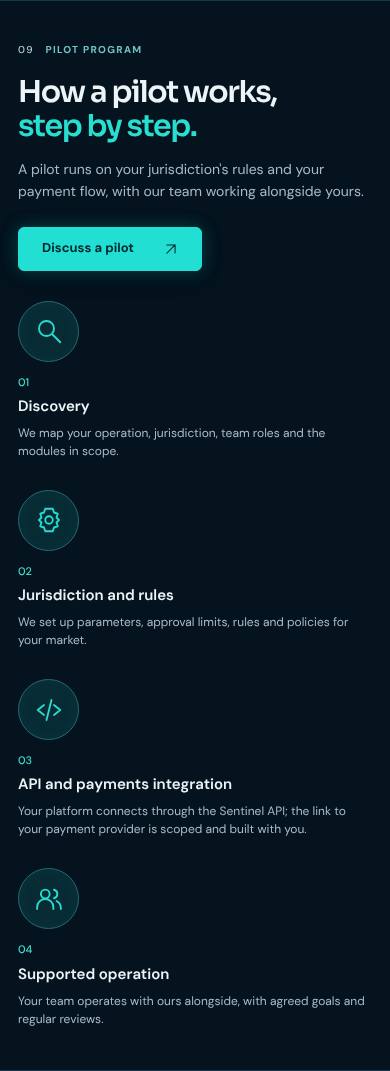 09 PILOT PROGRAM
How a pilot works,
step by step.
A pilot runs on your jurisdiction's rules and your
payment flow, with our team working alongside yours.
Discuss a pilot
01
Discovery
We map your operation, jurisdiction, team roles and the
modules in scope.
02
Jurisdiction and rules
We set up parameters, approval limits, rules and policies for
your market.
03
API and payments integration
Your platform connects through the Sentinel API; the link to
your payment provider is scoped and built with you.
04
Supported operation
Your team operates with ours alongside, with agreed goals and
regular reviews.